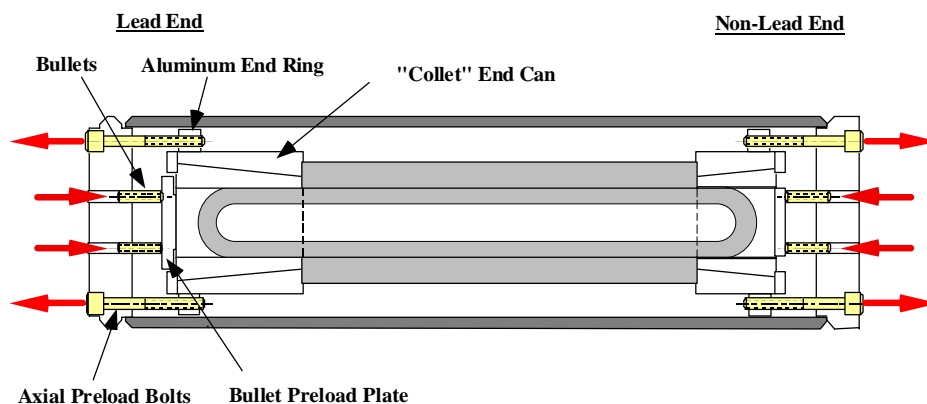 Lead End
Non-Lead End
Bullets
Aluminum End Ring
"Collet" End Can
Axial Preload Bolts
Bullet Preload Plate